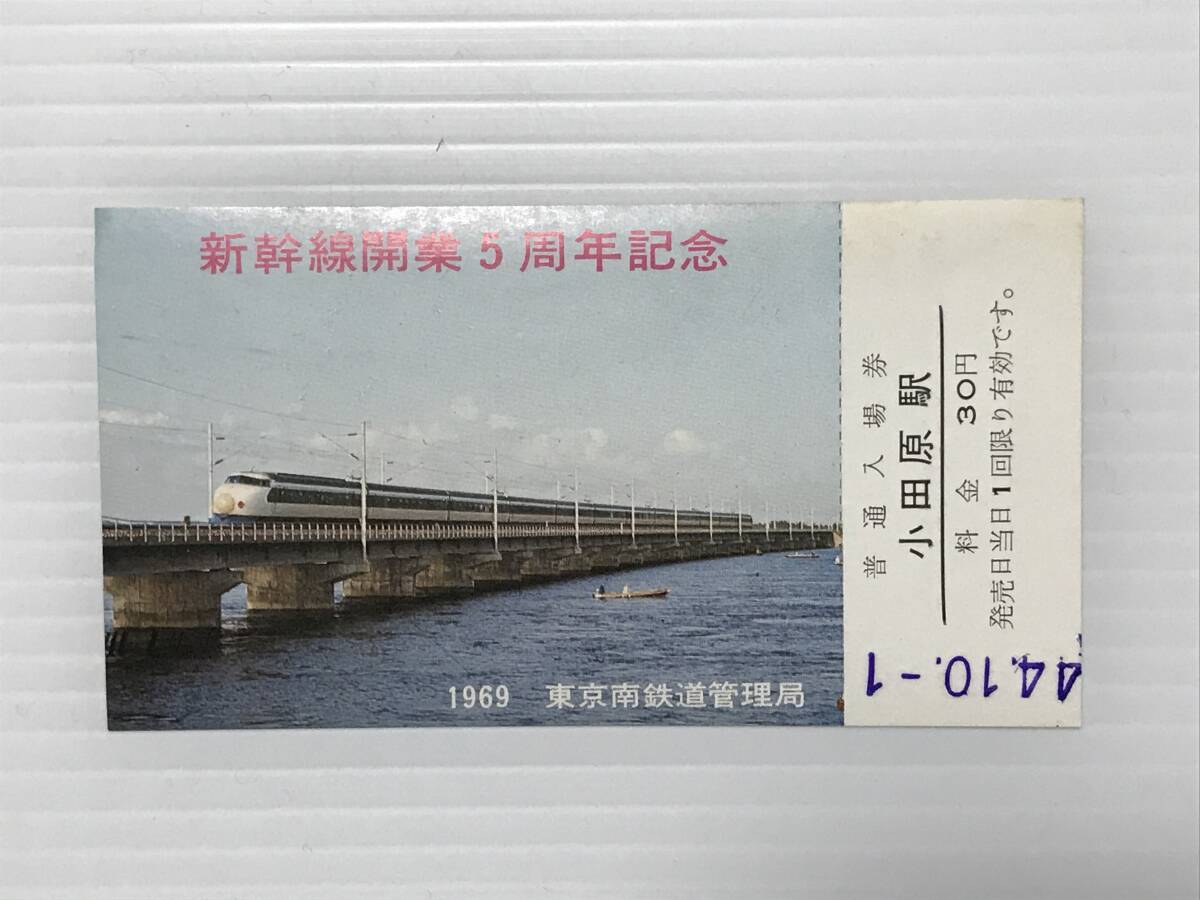 新幹線開業5周年記念
1969 東京南鉄道管理局
普通入場券
小田原駅
料金 30円
発売日当日1回限り有効です。
44.10.-1